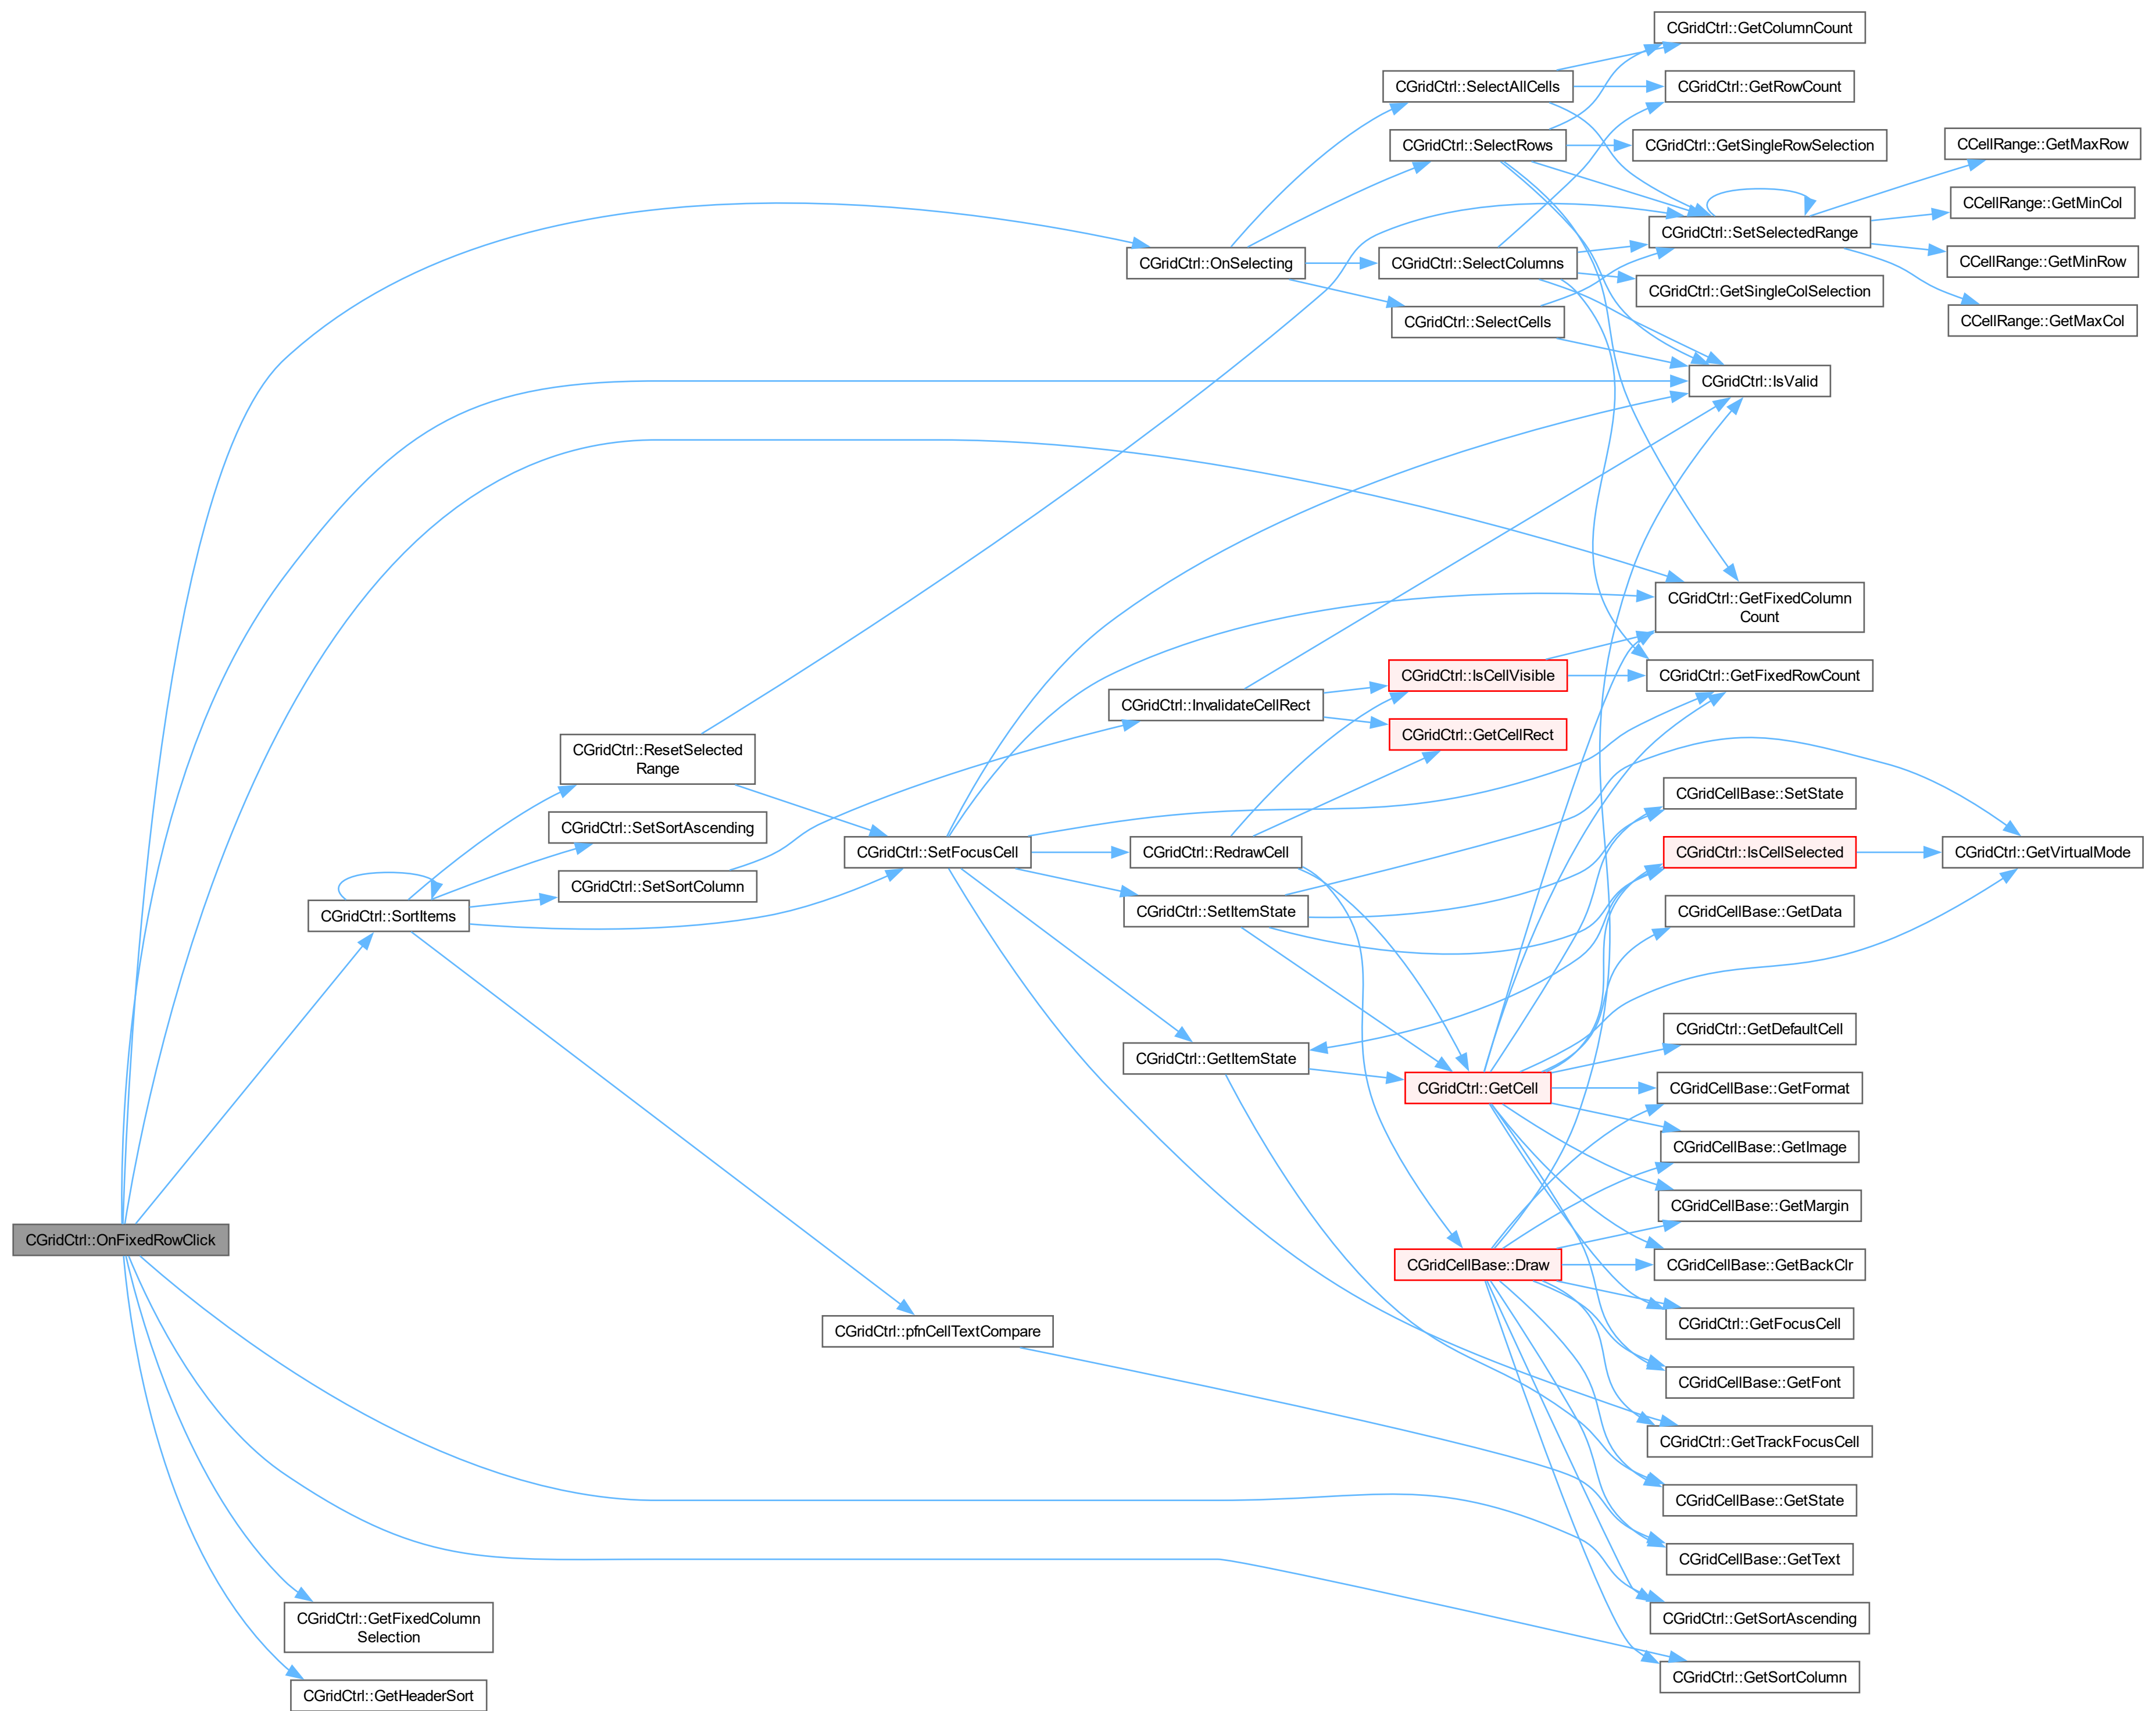 CGridCtrl::GetColumnCount
CGridCtrl::SelectAllCells
CGridCtrl::GetRowCount
CGridCtrl::SelectRows
CGridCtrl::GetSingleRowSelection
CCellRange::GetMaxRow
CCellRange::GetMinCol
CGridCtrl::SetSelectedRange
CGridCtrl::OnSelecting
CGridCtrl::SelectColumns
CCellRange::GetMinRow
CGridCtrl::GetSingleColSelection
CGridCtrl::SelectCells
CCellRange::GetMaxCol
CGridCtrl::IsValid
CGridCtrl::GetFixedColumn
Count
CGridCtrl::IsCellVisible
CGridCtrl::GetFixedRowCount
CGridCtrl::InvalidateCellRect
CGridCtrl::GetCellRect
CGridCtrl::ResetSelected
Range
CGridCellBase::SetState
CGridCtrl::SetSortAscending
CGridCtrl::SetFocusCell
CGridCtrl::RedrawCell
CGridCtrl::IsCellSelected
CGridCtrl::GetVirtualMode
CGridCtrl::SetSortColumn
CGridCtrl::SortItems
CGridCtrl::SetItemState
CGridCellBase::GetData
CGridCtrl::GetDefaultCell
CGridCtrl::GetItemState
CGridCtrl::GetCell
CGridCellBase::GetFormat
CGridCellBase::GetImage
CGridCellBase::GetMargin
CGridCtrl::OnFixedRowClick
CGridCellBase::Draw
CGridCellBase::GetBackClr
CGridCtrl::GetFocusCell
CGridCtrl::pfnCellTextCompare
CGridCellBase::GetFont
CGridCtrl::GetTrackFocusCell
CGridCellBase::GetState
CGridCellBase::GetText
CGridCtrl::GetFixedColumn
Selection
CGridCtrl::GetSortAscending
CGridCtrl::GetSortColumn
CGridCtrl::GetHeaderSort